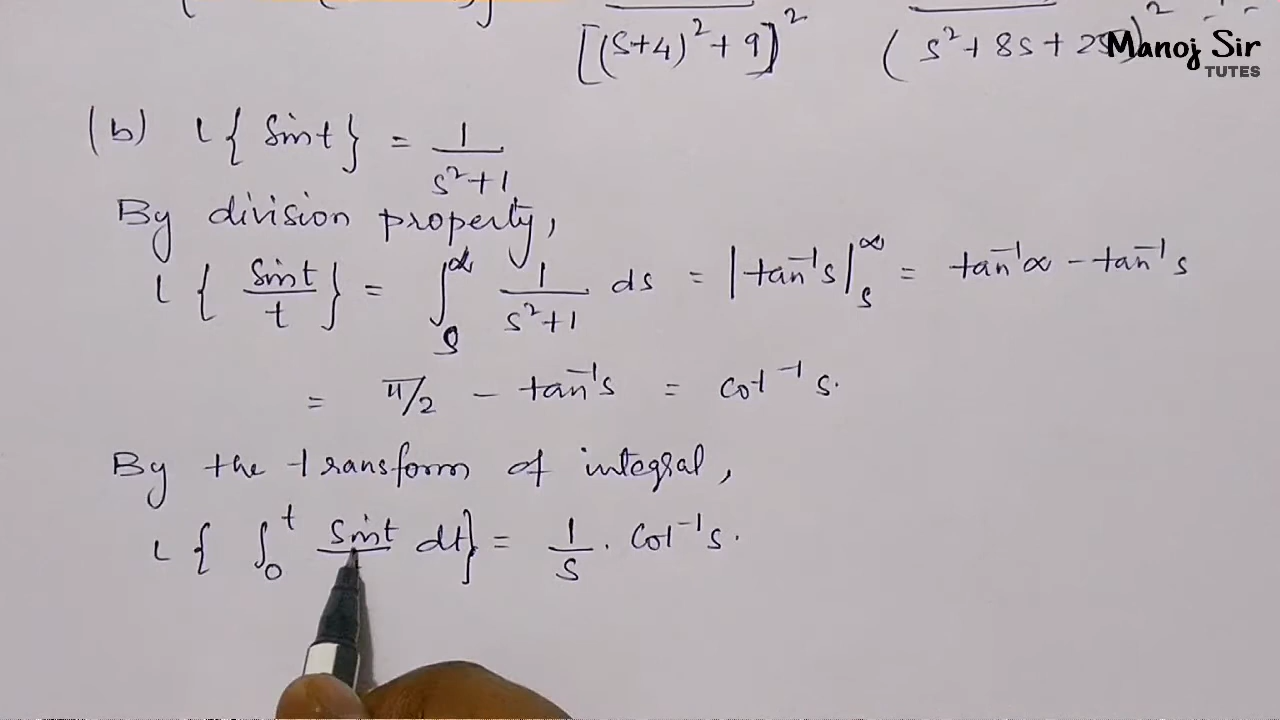 [(s+4)² + 9]² (s² + 8s + 25)²
Manoj Sir
TUTES
(b) L{ sint } = 1/(s²+1)
By division property,
L{ sint/t } = ∫ₛ^∞ 1/(s²+1) ds = |tan⁻¹s|ₛ^∞ = tan⁻¹∞ - tan⁻¹s
= π/2 - tan⁻¹s = cot⁻¹ s.
By the transform of integral,
L{ ∫₀^t sint/t dt} = 1/s . cot⁻¹s.